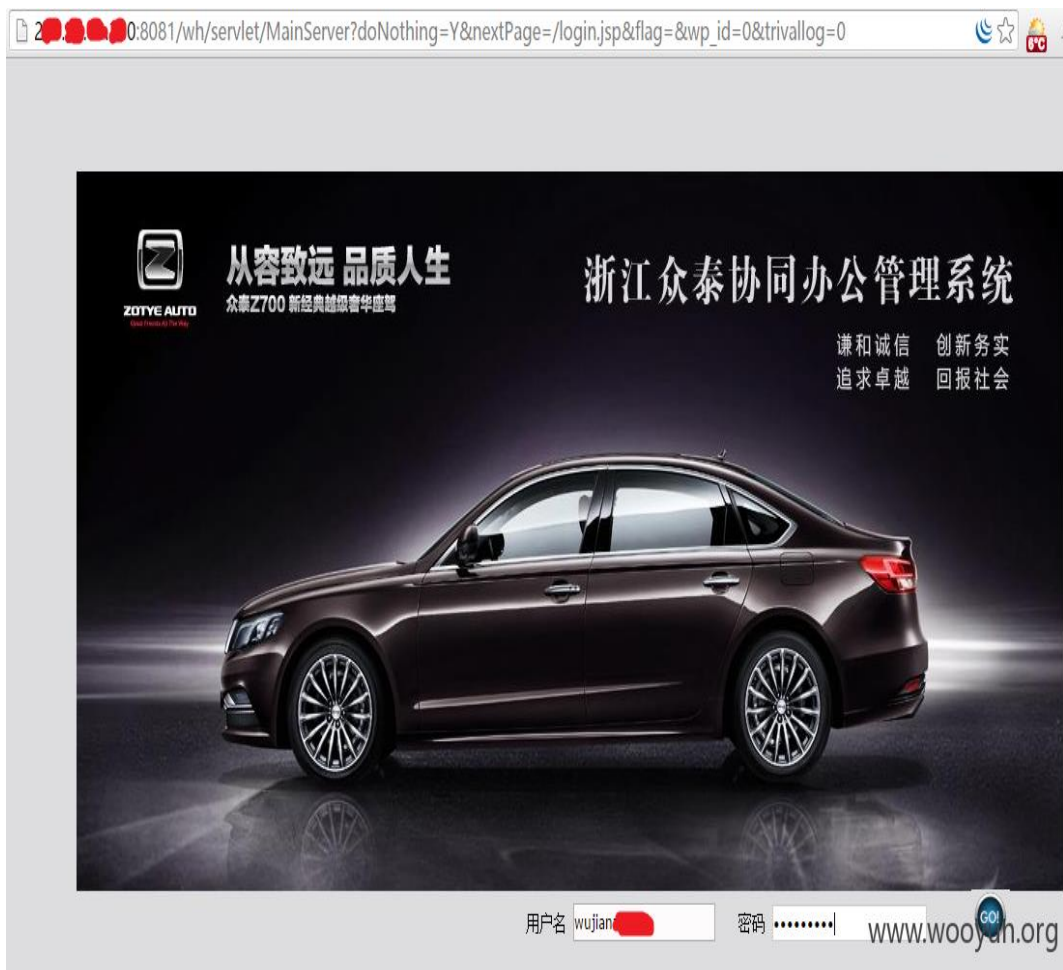 :8081/wh/servlet/MainServer?doNothing=Y&nextPage=/login.jsp&flag=&wp_id=0&trivallog=0
6°C
从容致远 品质人生
众泰Z700 新经典越级奢华座驾
ZOTYE AUTO
浙江众泰协同办公管理系统
谦和诚信 创新务实
追求卓越 回报社会
用户名 wujian 密码 •••••••••
GO!
www.wooyun.org